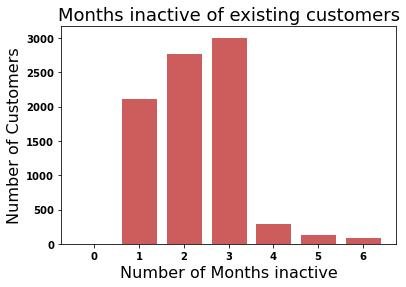 Months inactive of existing customers
Number of Customers
3000
2500
2000
1500
1000
500
0
0 1 2 3 4 5 6
Number of Months inactive